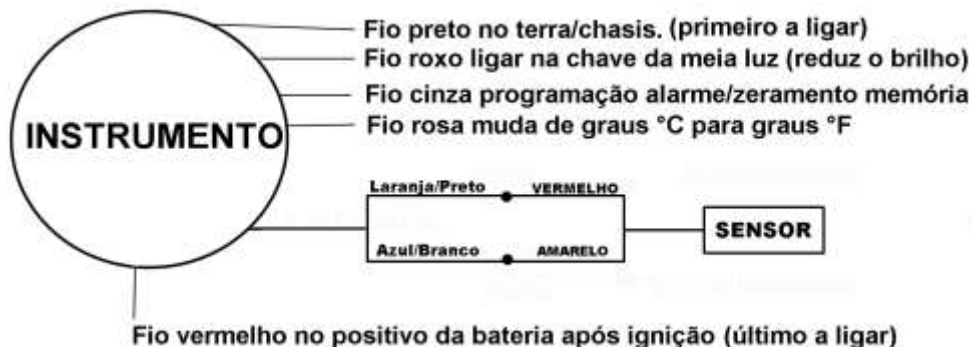 Fio preto no terra/chasis. (primeiro a ligar)
Fio roxo ligar na chave da meia luz (reduz o brilho)
Fio cinza programação alarme/zeramento memória
Fio rosa muda de graus °C para graus °F
INSTRUMENTO
Laranja/Preto VERMELHO
SENSOR
Azul/Branco AMARELO
Fio vermelho no positivo da bateria após ignição (último a ligar)